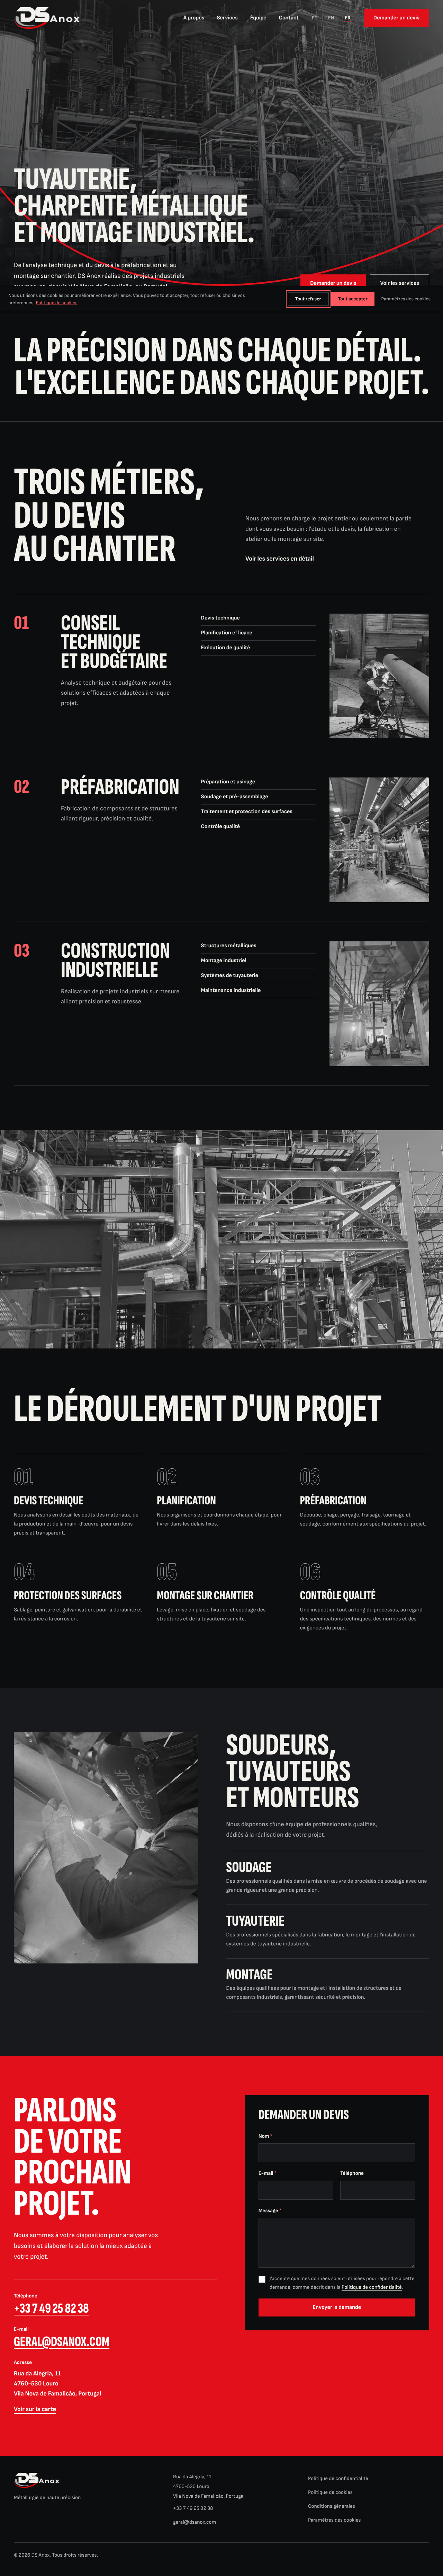 DS Anox
À propos
Services
Équipe
Contact
PT
EN
FR
Demander un devis
TUYAUTERIE,
CHARPENTE MÉTALLIQUE
ET MONTAGE INDUSTRIEL.
De l'analyse technique et du devis à la préfabrication et au
montage sur chantier, DS Anox réalise des projets industriels
Demander un devis
Voir les services
Nous utilisons des cookies pour améliorer votre expérience. Vous pouvez tout accepter, tout refuser ou choisir vos
préférences. Politique de cookies.
Tout refuser
Tout accepter
Paramètres des cookies
LA PRÉCISION DANS CHAQUE DÉTAIL.
L'EXCELLENCE DANS CHAQUE PROJET.
TROIS MÉTIERS,
DU DEVIS
AU CHANTIER
Nous prenons en charge le projet entier ou seulement la partie
dont vous avez besoin : l'étude et le devis, la fabrication en
atelier ou le montage sur site.
Voir les services en détail
01
CONSEIL
TECHNIQUE
ET BUDGÉTAIRE
Analyse technique et budgétaire pour des
solutions efficaces et adaptées à chaque
projet.
Devis technique
Planification efficace
Exécution de qualité
02
PRÉFABRICATION
Fabrication de composants et de structures
alliant rigueur, précision et qualité.
Préparation et usinage
Soudage et pré-assemblage
Traitement et protection des surfaces
Contrôle qualité
03
CONSTRUCTION
INDUSTRIELLE
Réalisation de projets industriels sur mesure,
alliant précision et robustesse.
Structures métalliques
Montage industriel
Systèmes de tuyauterie
Maintenance industrielle
LE DÉROULEMENT D'UN PROJET
01
DEVIS TECHNIQUE
Nous analysons en détail les coûts des matériaux, de
la production et de la main-d'œuvre, pour un devis
précis et transparent.
02
PLANIFICATION
Nous organisons et coordonnons chaque étape, pour
livrer dans les délais fixés.
03
PRÉFABRICATION
Découpe, pliage, perçage, fraisage, tournage et
soudage, conformément aux spécifications du projet.
04
PROTECTION DES SURFACES
Sablage, peinture et galvanisation, pour la durabilité et
la résistance à la corrosion.
05
MONTAGE SUR CHANTIER
Levage, mise en place, fixation et soudage des
structures et de la tuyauterie sur site.
06
CONTRÔLE QUALITÉ
Une inspection tout au long du processus, au regard
des spécifications techniques, des normes et des
exigences du projet.
SOUDEURS,
TUYAUTEURS
ET MONTEURS
Nous disposons d'une équipe de professionnels qualifiés,
dédiés à la réalisation de votre projet.
SOUDAGE
Des professionnels qualifiés dans la mise en œuvre de procédés de soudage avec une
grande rigueur et une grande précision.
TUYAUTERIE
Des professionnels spécialisés dans la fabrication, le montage et l'installation de
systèmes de tuyauterie industrielle.
MONTAGE
Des équipes qualifiées pour le montage et l'installation de structures et de
composants industriels, garantissant sécurité et précision.
PARLONS
DE VOTRE
PROCHAIN
PROJET.
Nous sommes à votre disposition pour analyser vos
besoins et élaborer la solution la mieux adaptée à
votre projet.
Téléphone
+33 7 49 25 82 38
E-mail
GERAL@DSANOX.COM
Adresse
Rua da Alegria, 11
4760-530 Louro
Vila Nova de Famalicão, Portugal
Voir sur la carte
DEMANDER UN DEVIS
Nom *
E-mail *
Téléphone
Message *
J'accepte que mes données soient utilisées pour répondre à cette
demande, comme décrit dans la Politique de confidentialité.
Envoyer la demande
DS Anox
Métallurgie de haute précision
Rua da Alegria, 11
4760-530 Louro
Vila Nova de Famalicão, Portugal
+33 7 49 25 82 38
geral@dsanox.com
Politique de confidentialité
Politique de cookies
Conditions générales
Paramètres des cookies
© 2026 DS Anox. Tous droits réservés.